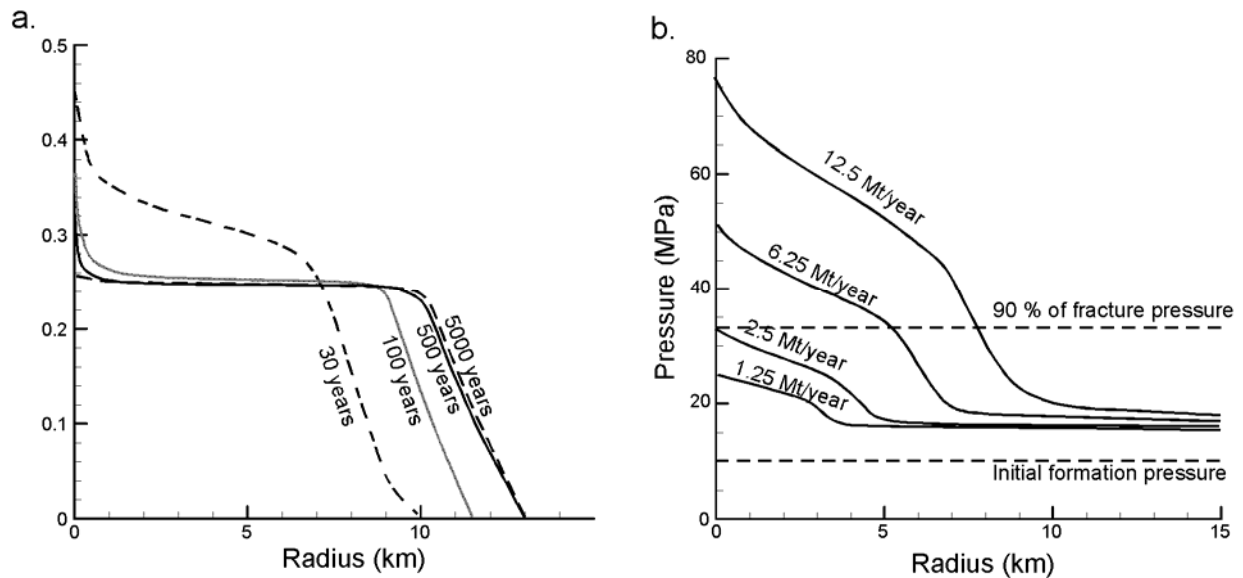 a.
0.5
0.4
0.3
0.2
0.1
0
0
5
10
Radius (km)
30 years
100 years
500 years
5000 years
b.
80
60
40
20
0
0
5
10
15
Pressure (MPa)
Radius (km)
12.5 Mt/year
6.25 Mt/year
2.5 Mt/year
1.25 Mt/year
90 % of fracture pressure
Initial formation pressure